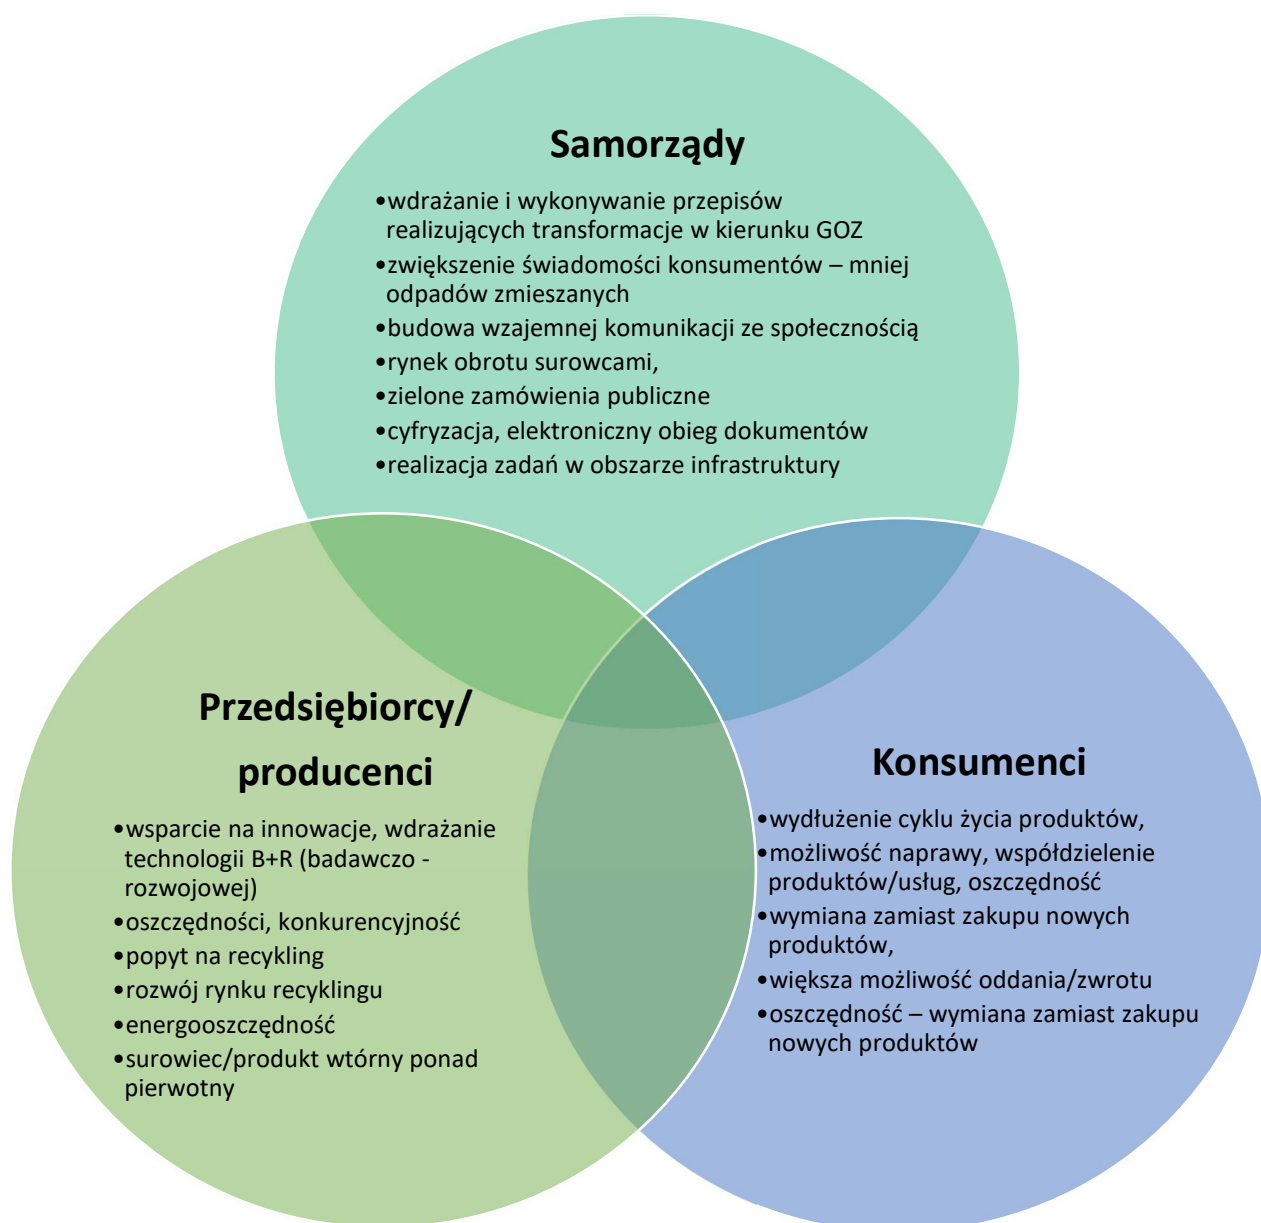 Samorządy
•wdrażanie i wykonywanie przepisów
realizujących transformacje w kierunku GOZ
•zwiększenie świadomości konsumentów – mniej
odpadów zmieszanych
•budowa wzajemnej komunikacji ze społecznością
•rynek obrotu surowcami,
•zielone zamówienia publiczne
•cyfryzacja, elektroniczny obieg dokumentów
•realizacja zadań w obszarze infrastruktury
Przedsiębiorcy/
producenci
•wsparcie na innowacje, wdrażanie
technologii B+R (badawczo -
rozwojowej)
•oszczędności, konkurencyjność
•popyt na recykling
•rozwój rynku recyklingu
•energooszczędność
•surowiec/produkt wtórny ponad
pierwotny
Konsumenci
•wydłużenie cyklu życia produktów,
•możliwość naprawy, współdzielenie
produktów/usług, oszczędność
•wymiana zamiast zakupu nowych
produktów,
•większa możliwość oddania/zwrotu
•oszczędność – wymiana zamiast zakupu
nowych produktów